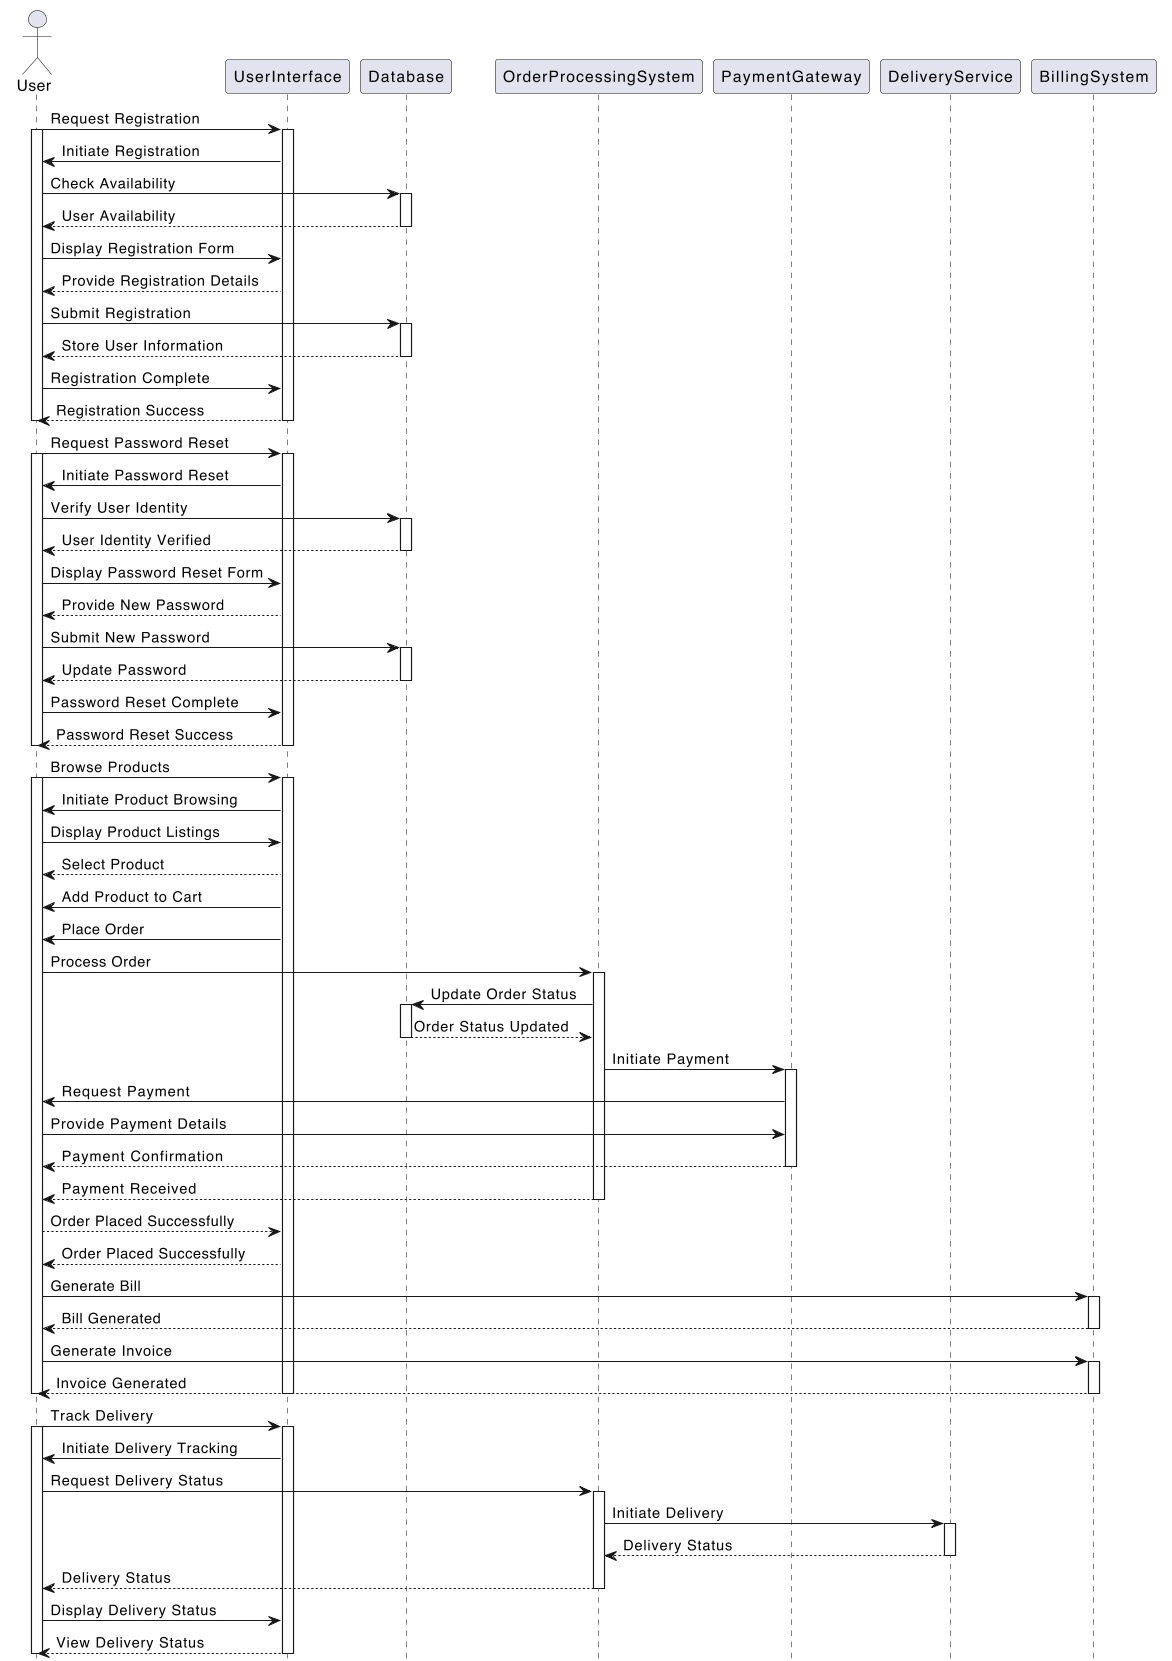 User
UserInterface
Database
OrderProcessingSystem
PaymentGateway
DeliveryService
BillingSystem
Request Registration
Initiate Registration
Check Availability
User Availability
Display Registration Form
Provide Registration Details
Submit Registration
Store User Information
Registration Complete
Registration Success
Request Password Reset
Initiate Password Reset
Verify User Identity
User Identity Verified
Display Password Reset Form
Provide New Password
Submit New Password
Update Password
Password Reset Complete
Password Reset Success
Browse Products
Initiate Product Browsing
Display Product Listings
Select Product
Add Product to Cart
Place Order
Process Order
Update Order Status
Order Status Updated
Initiate Payment
Request Payment
Provide Payment Details
Payment Confirmation
Payment Received
Order Placed Successfully
Order Placed Successfully
Generate Bill
Bill Generated
Generate Invoice
Invoice Generated
Track Delivery
Initiate Delivery Tracking
Request Delivery Status
Initiate Delivery
Delivery Status
Delivery Status
Display Delivery Status
View Delivery Status